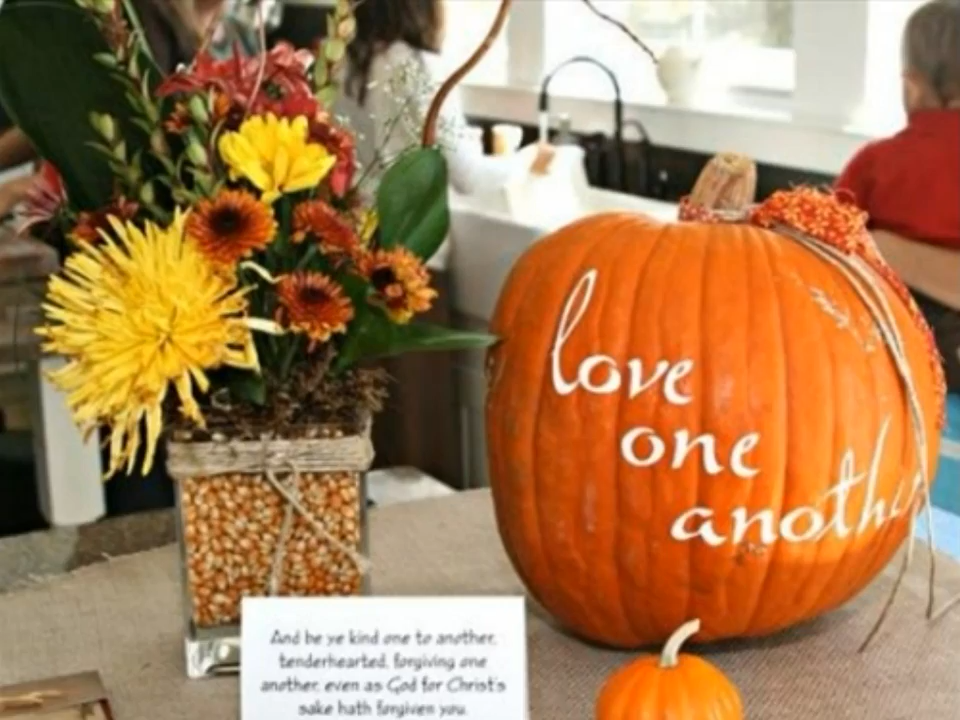 love
one
another
And be ye kind one to another,
tenderhearted, forgiving one
another, even as God for Christ's
sake hath forgiven you.